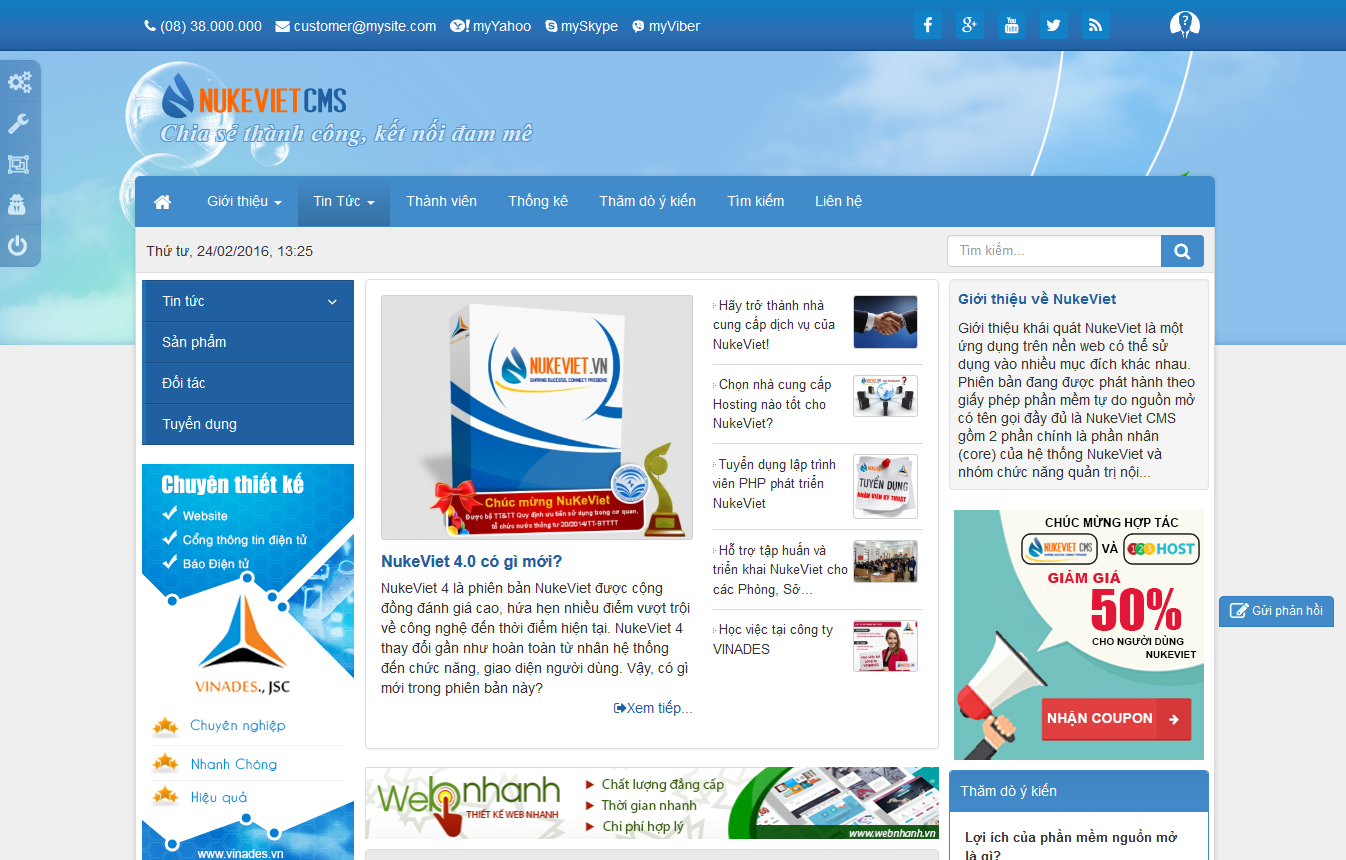 (08) 38.000.000 customer@mysite.com myYahoo mySkype myViber
NUKEVIET CMS
Chia sẻ thành công, kết nối đam mê
Giới thiệu Tin Tức Thành viên Thống kê Thăm dò ý kiến Tìm kiếm Liên hệ
Thứ tư, 24/02/2016, 13:25
Tìm kiếm...
Tin tức
Sản phẩm
Đối tác
Tuyển dụng
Chuyên thiết kế
Website
Cổng thông tin điện tử
Báo Điện tử
VINADES.,JSC
Chuyên nghiệp
Nhanh Chóng
Hiệu quả
www.vinades.vn
NUKEVIET.VN
SHARING SUCCESS, CONNECT PASSIONS
Chúc mừng NuKeViet
Được bộ TT&TT Quy định ưu tiên sử dụng trong cơ quan,
tổ chức nước thông tư 20/2014/TT-BTTTT
NukeViet 4.0 có gì mới?
NukeViet 4 là phiên bản NukeViet được cộng
đồng đánh giá cao, hứa hẹn nhiều điểm vượt trội
về công nghệ đến thời điểm hiện tại. NukeViet 4
thay đổi gần như hoàn toàn từ nhân hệ thống
đến chức năng, giao diện người dùng. Vậy, có gì
mới trong phiên bản này?
Xem tiếp...
Hãy trở thành nhà
cung cấp dịch vụ của
NukeViet!
Chọn nhà cung cấp
Hosting nào tốt cho
NukeViet?
Tuyển dụng lập trình
viên PHP phát triển
NukeViet
TUYỂN DỤNG
NHÂN VIÊN KỸ THUẬT
Hỗ trợ tập huấn và
triển khai NukeViet cho
các Phòng, Sở...
Học việc tại công ty
VINADES
Webnhanh
THIẾT KẾ WEB NHANH
Chất lượng đẳng cấp
Thời gian nhanh
Chi phí hợp lý
www.webnhanh.vn
Giới thiệu về NukeViet
Giới thiệu khái quát NukeViet là một
ứng dụng trên nền web có thể sử
dụng vào nhiều mục đích khác nhau.
Phiên bản đang được phát hành theo
giấy phép phần mềm tự do nguồn mở
có tên gọi đầy đủ là NukeViet CMS
gồm 2 phần chính là phần nhân
(core) của hệ thống NukeViet và
nhóm chức năng quản trị nội...
CHÚC MỪNG HỢP TÁC
NUKEVIET CMS VÀ 123HOST
GIẢM GIÁ
50%
CHO NGƯỜI DÙNG
NUKEVIET
NHẬN COUPON
Gửi phản hồi
Thăm dò ý kiến
Lợi ích của phần mềm nguồn mở
là gì?